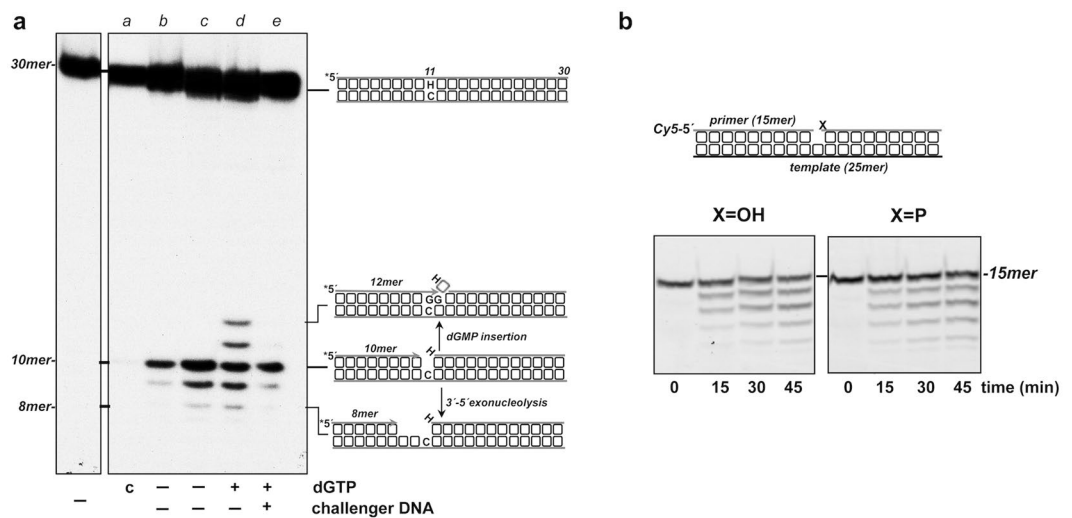 a
a b c d e
30mer-
10mer-
8mer-
*5´ 11 30
H
C
H
*5´ 12mer
GG
C
dGMP insertion
*5´ 10mer H
C
3´-5´exonucleolysis
*5´ 8mer H
C
— c — — + + dGTP
— — — + challenger DNA
b
Cy5-5´ primer (15mer) X
template (25mer)
X=OH X=P
-15mer
0 15 30 45 0 15 30 45 time (min)